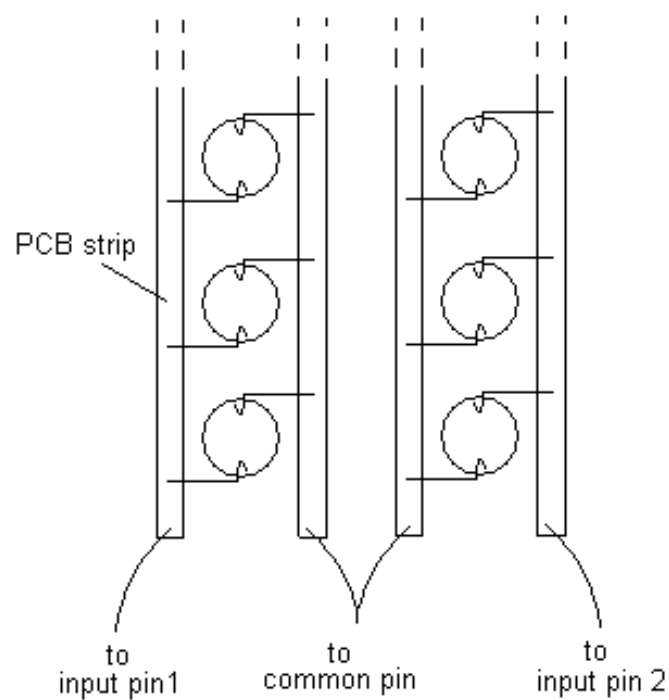 PCB strip
to
input pin1
to
common pin
to
input pin 2